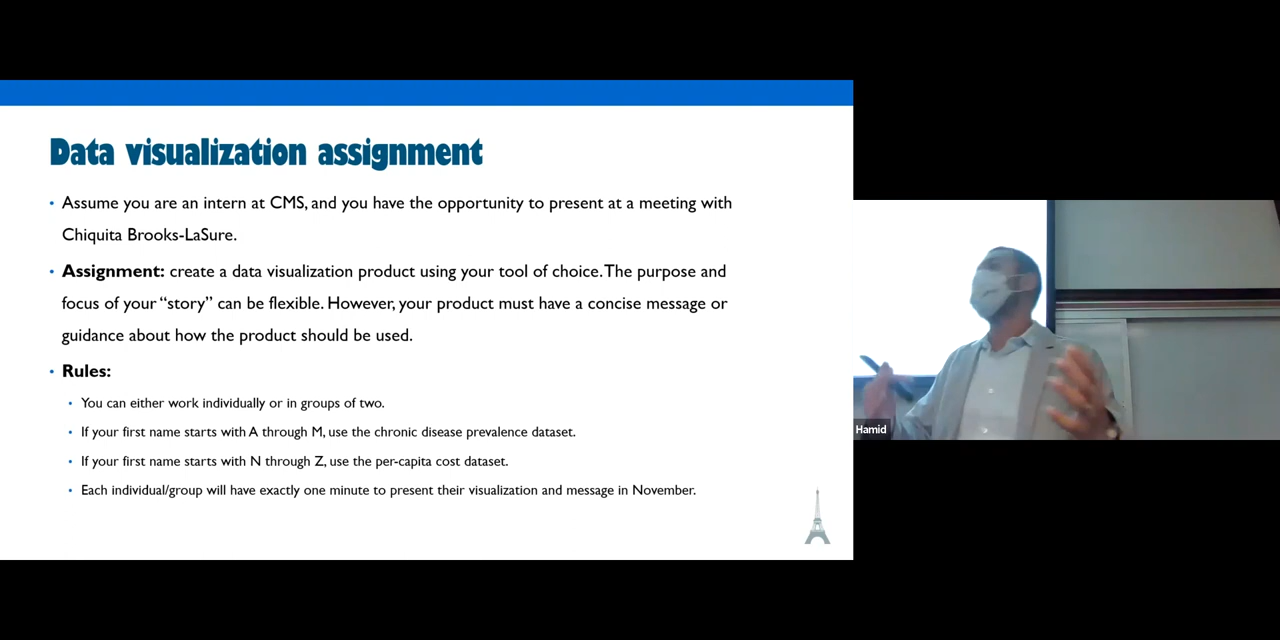 Data visualization assignment
• Assume you are an intern at CMS, and you have the opportunity to present at a meeting with
Chiquita Brooks-LaSure.
• Assignment: create a data visualization product using your tool of choice. The purpose and
focus of your “story” can be flexible. However, your product must have a concise message or
guidance about how the product should be used.
• Rules:
• You can either work individually or in groups of two.
• If your first name starts with A through M, use the chronic disease prevalence dataset.
• If your first name starts with N through Z, use the per-capita cost dataset.
• Each individual/group will have exactly one minute to present their visualization and message in November.
Hamid